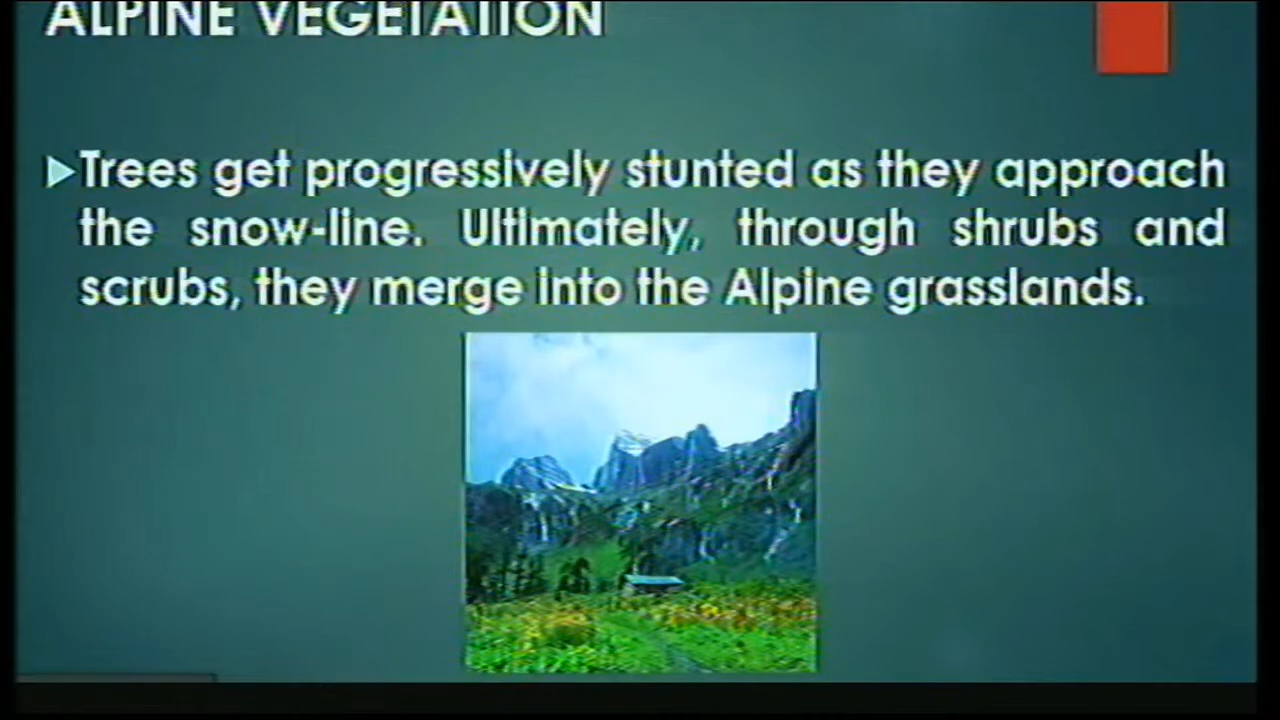 ALPINE VEGETATION
Trees get progressively stunted as they approach
the snow-line. Ultimately, through shrubs and
scrubs, they merge into the Alpine grasslands.